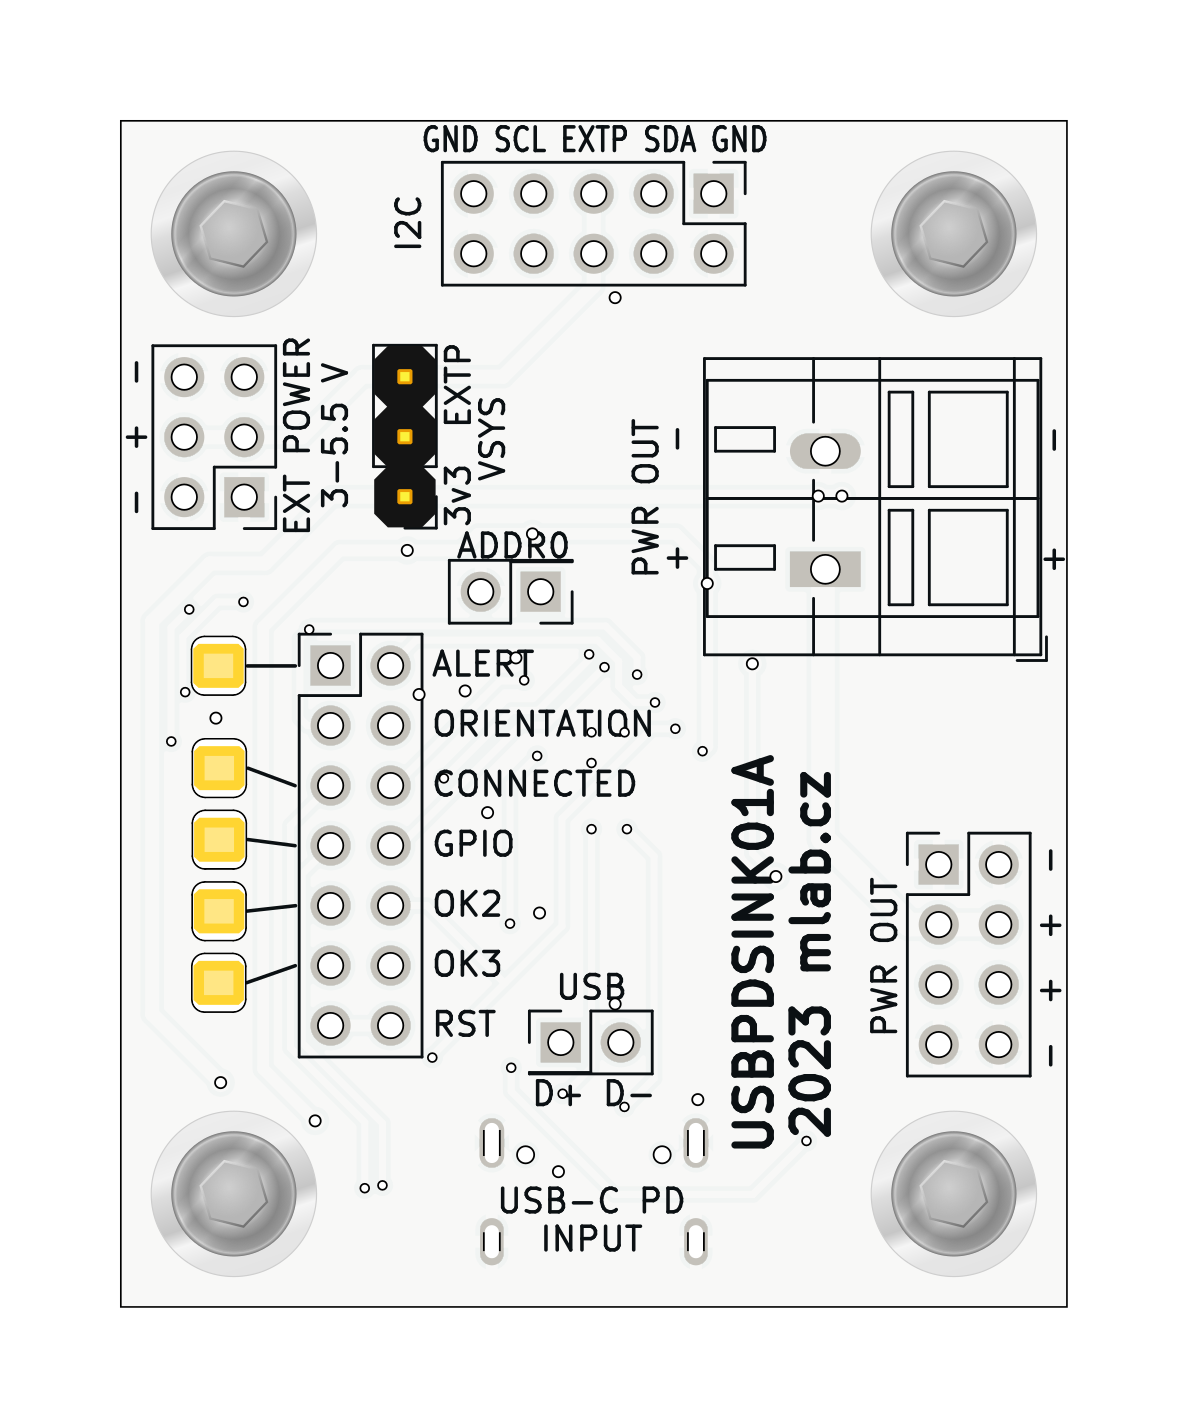 GND SCL EXTP SDA GND
I2C
EXT POWER
3-5.5 V
-
+
-
EXTP
VSYS
3v3
ADDR0
PWR OUT
-
+
-
+
ALERT
ORIENTATION
CONNECTED
GPIO
OK2
OK3
RST
USB
D+ D-
USBPDSINK01A
2023 mlab.cz
PWR OUT
-
+
+
-
USB-C PD
INPUT